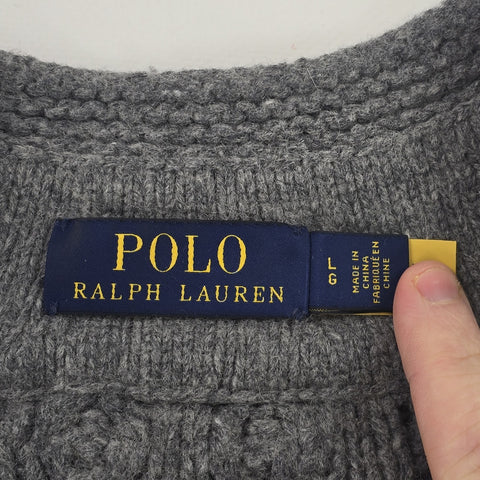 POLO
RALPH LAUREN
L
G
MADE IN
CHINA
FABRIQUÉ EN
CHINE